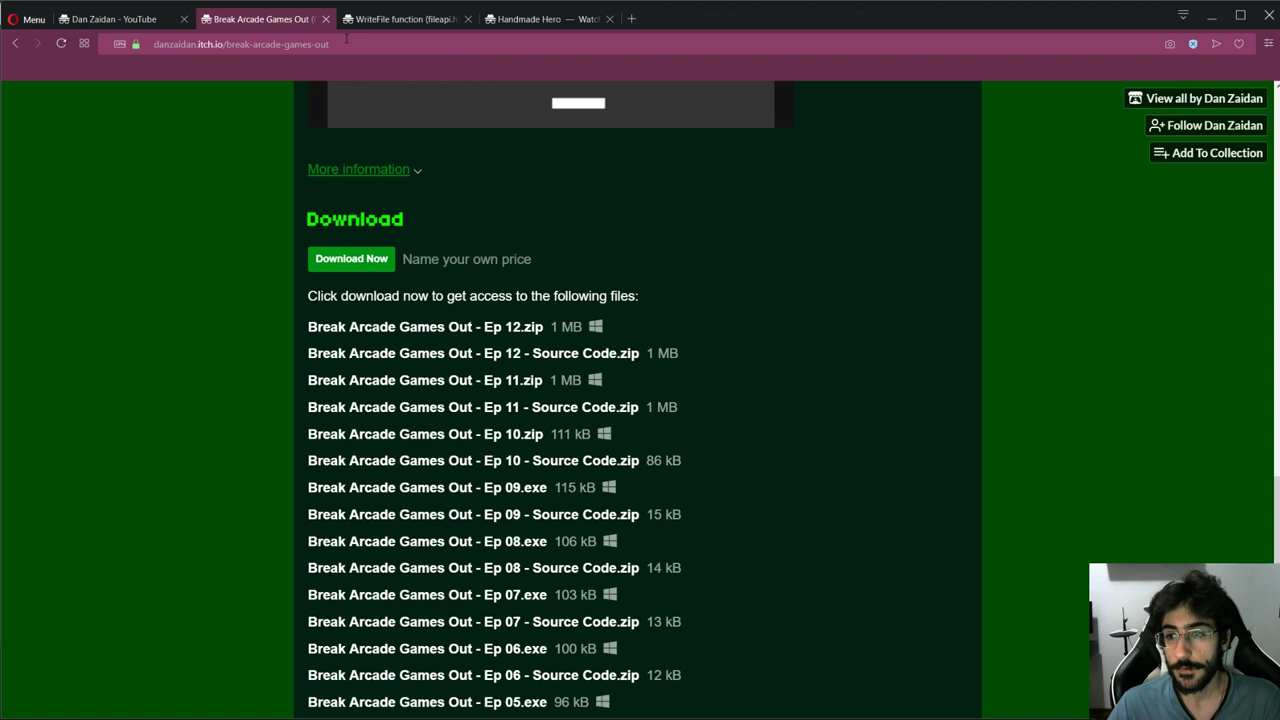 Menu
Dan Zaidan - YouTube
Break Arcade Games Out (
WriteFile function (fileapi.h
Handmade Hero — Watc
VPN
danzaidan.itch.io/break-arcade-games-out
View all by Dan Zaidan
Follow Dan Zaidan
Add To Collection
More information
Download
Download Now Name your own price
Click download now to get access to the following files:
Break Arcade Games Out - Ep 12.zip 1 MB
Break Arcade Games Out - Ep 12 - Source Code.zip 1 MB
Break Arcade Games Out - Ep 11.zip 1 MB
Break Arcade Games Out - Ep 11 - Source Code.zip 1 MB
Break Arcade Games Out - Ep 10.zip 111 kB
Break Arcade Games Out - Ep 10 - Source Code.zip 86 kB
Break Arcade Games Out - Ep 09.exe 115 kB
Break Arcade Games Out - Ep 09 - Source Code.zip 15 kB
Break Arcade Games Out - Ep 08.exe 106 kB
Break Arcade Games Out - Ep 08 - Source Code.zip 14 kB
Break Arcade Games Out - Ep 07.exe 103 kB
Break Arcade Games Out - Ep 07 - Source Code.zip 13 kB
Break Arcade Games Out - Ep 06.exe 100 kB
Break Arcade Games Out - Ep 06 - Source Code.zip 12 kB
Break Arcade Games Out - Ep 05.exe 96 kB